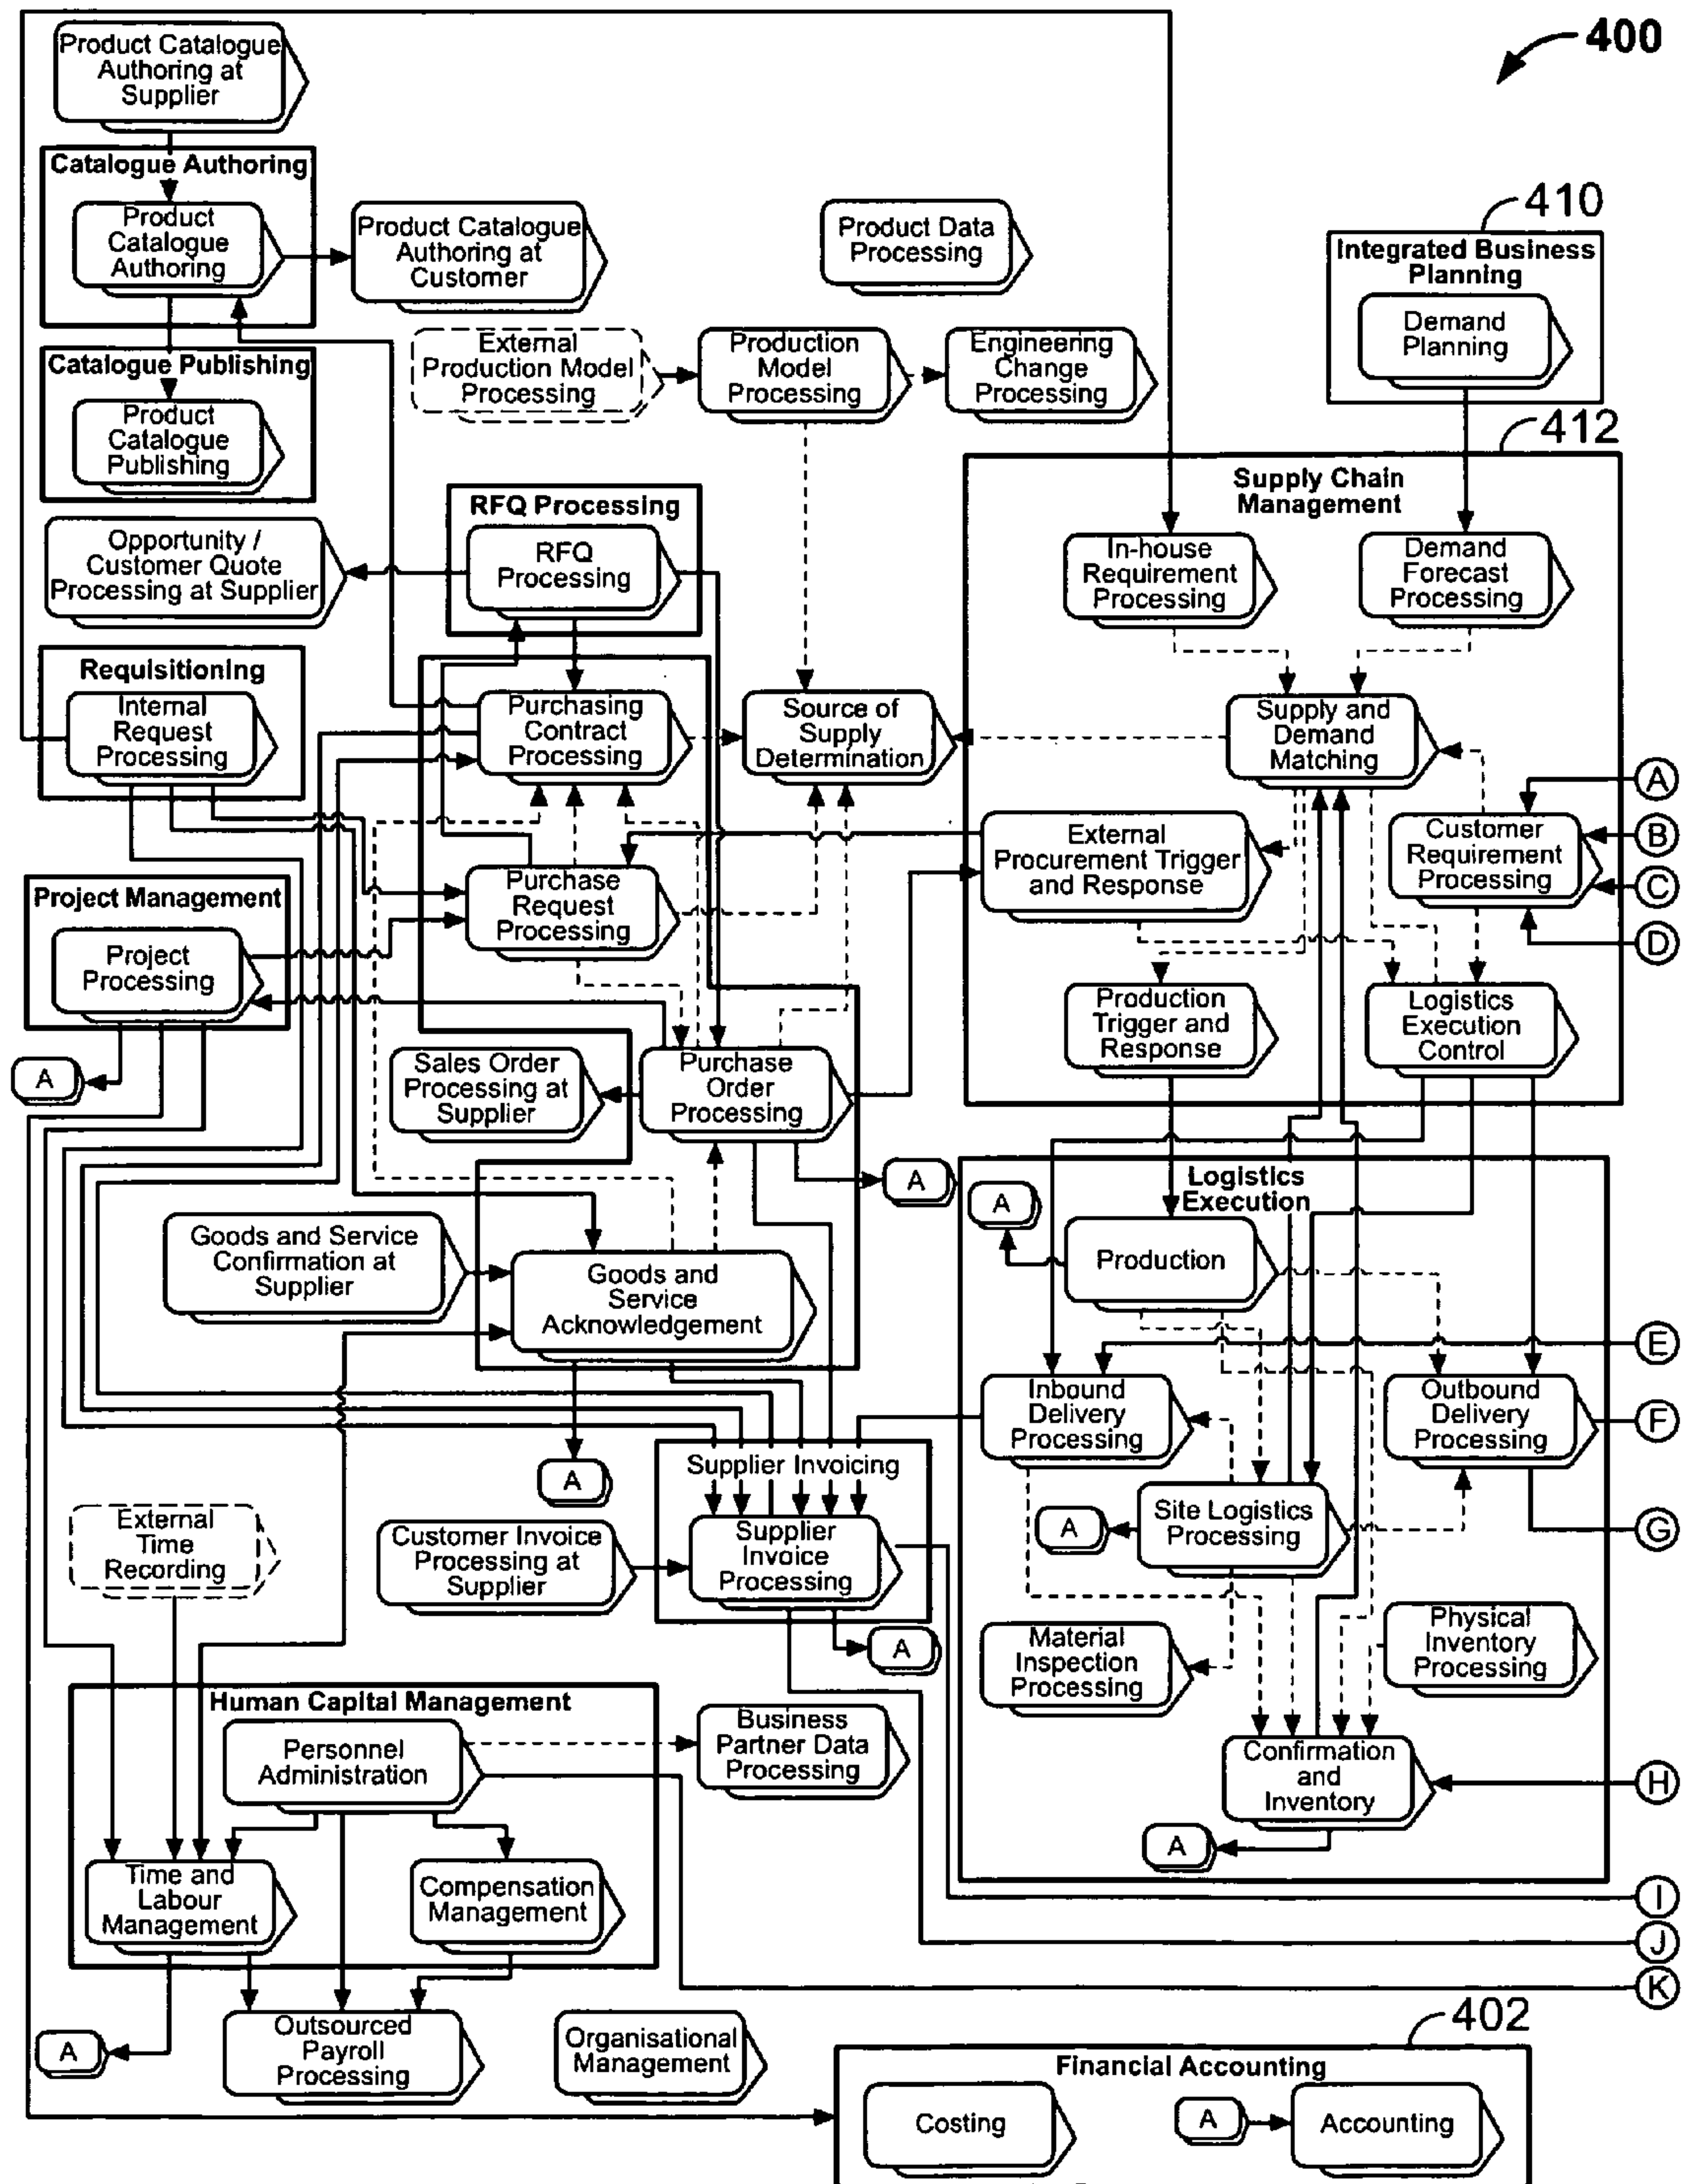 400
Product Catalogue
Authoring at
Supplier
Catalogue Authoring
Product
Catalogue
Authoring
Product Catalogue
Authoring at
Customer
Product Data
Processing
410
Integrated Business
Planning
Demand
Planning
Catalogue Publishing
Product
Catalogue
Publishing
External
Production Model
Processing
Production
Model
Processing
Engineering
Change
Processing
412
Supply Chain
Management
RFQ Processing
RFQ
Processing
Opportunity /
Customer Quote
Processing at Supplier
In-house
Requirement
Processing
Demand
Forecast
Processing
Requisitioning
Internal
Request
Processing
Purchasing
Contract
Processing
Source of
Supply
Determination
Supply and
Demand
Matching
A
B
C
D
External
Procurement Trigger
and Response
Customer
Requirement
Processing
Purchase
Request
Processing
Project Management
Project
Processing
Production
Trigger and
Response
Logistics
Execution
Control
A
Sales Order
Processing at
Supplier
Purchase
Order
Processing
A
Logistics
Execution
A
Production
Goods and Service
Confirmation at
Supplier
Goods and
Service
Acknowledgement
E
Inbound
Delivery
Processing
Outbound
Delivery
Processing
F
A
Supplier Invoicing
Supplier
Invoice
Processing
Customer Invoice
Processing at
Supplier
External
Time
Recording
A
Site Logistics
Processing
G
A
Material
Inspection
Processing
Physical
Inventory
Processing
Human Capital Management
Personnel
Administration
Business
Partner Data
Processing
Confirmation
and
Inventory
H
A
Time and
Labour
Management
Compensation
Management
I
J
K
A
Outsourced
Payroll
Processing
Organisational
Management
402
Financial Accounting
Costing
A
Accounting